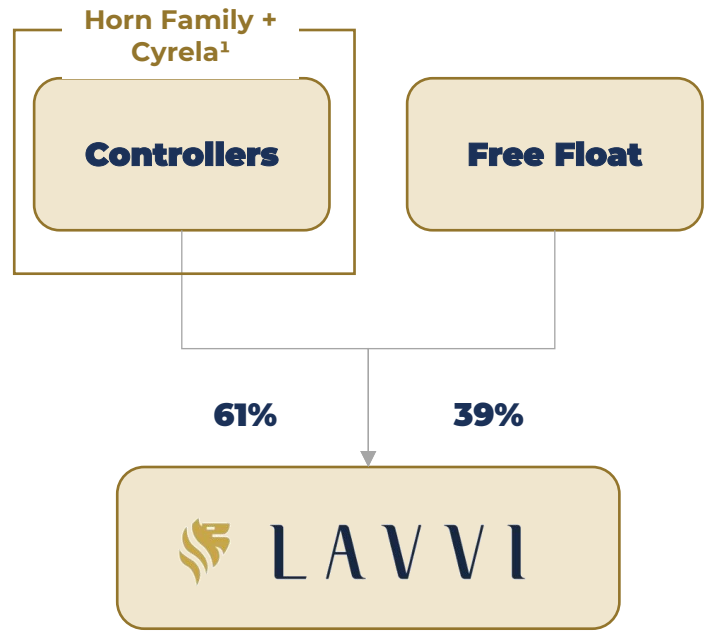 Horn Family +
Cyrela¹
Controllers
Free Float
61%
39%
LAVVI